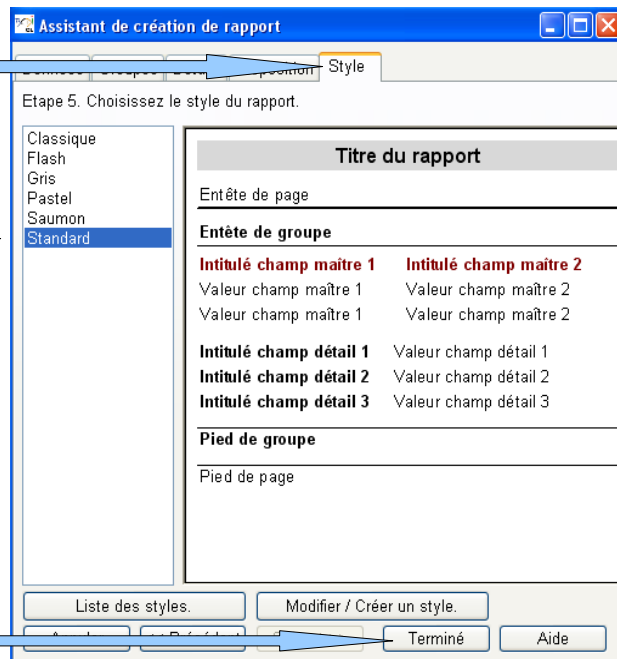 Assistant de création de rapport
Style
Etape 5. Choisissez le style du rapport.
Classique
Flash
Gris
Pastel
Saumon
Standard
Titre du rapport
Entête de page
Entête de groupe
Intitulé champ maître 1 Intitulé champ maître 2
Valeur champ maître 1 Valeur champ maître 2
Valeur champ maître 1 Valeur champ maître 2
Intitulé champ détail 1 Valeur champ détail 1
Intitulé champ détail 2 Valeur champ détail 2
Intitulé champ détail 3 Valeur champ détail 3
Pied de groupe
Pied de page
Liste des styles. Modifier / Créer un style.
Terminé Aide